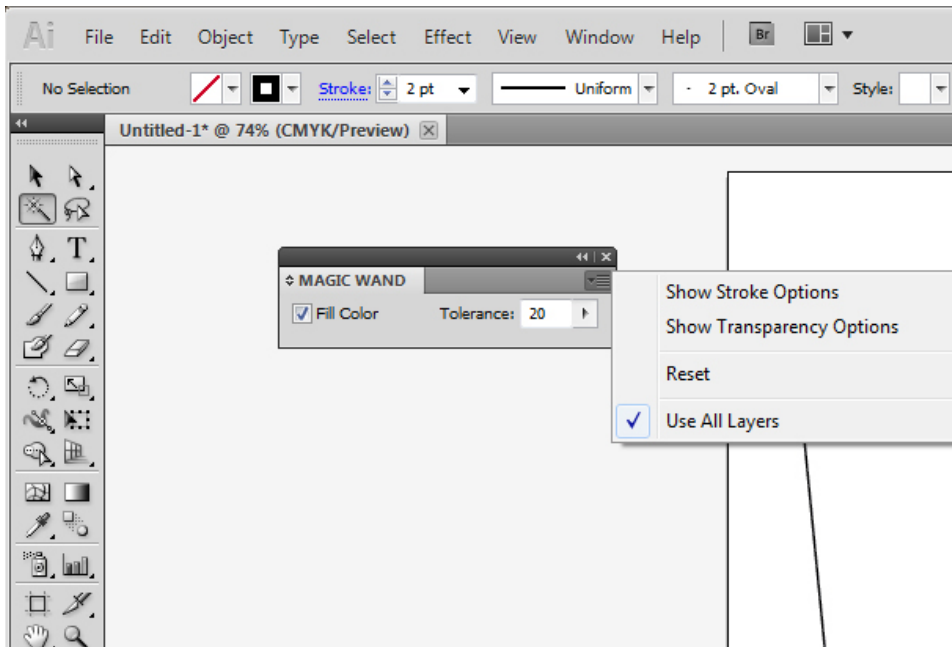 Ai File Edit Object Type Select Effect View Window Help Br
No Selection Stroke: 2 pt Uniform 2 pt. Oval Style:
Untitled-1* @ 74% (CMYK/Preview)
T
MAGIC WAND
Fill Color Tolerance: 20
Show Stroke Options
Show Transparency Options
Reset
Use All Layers